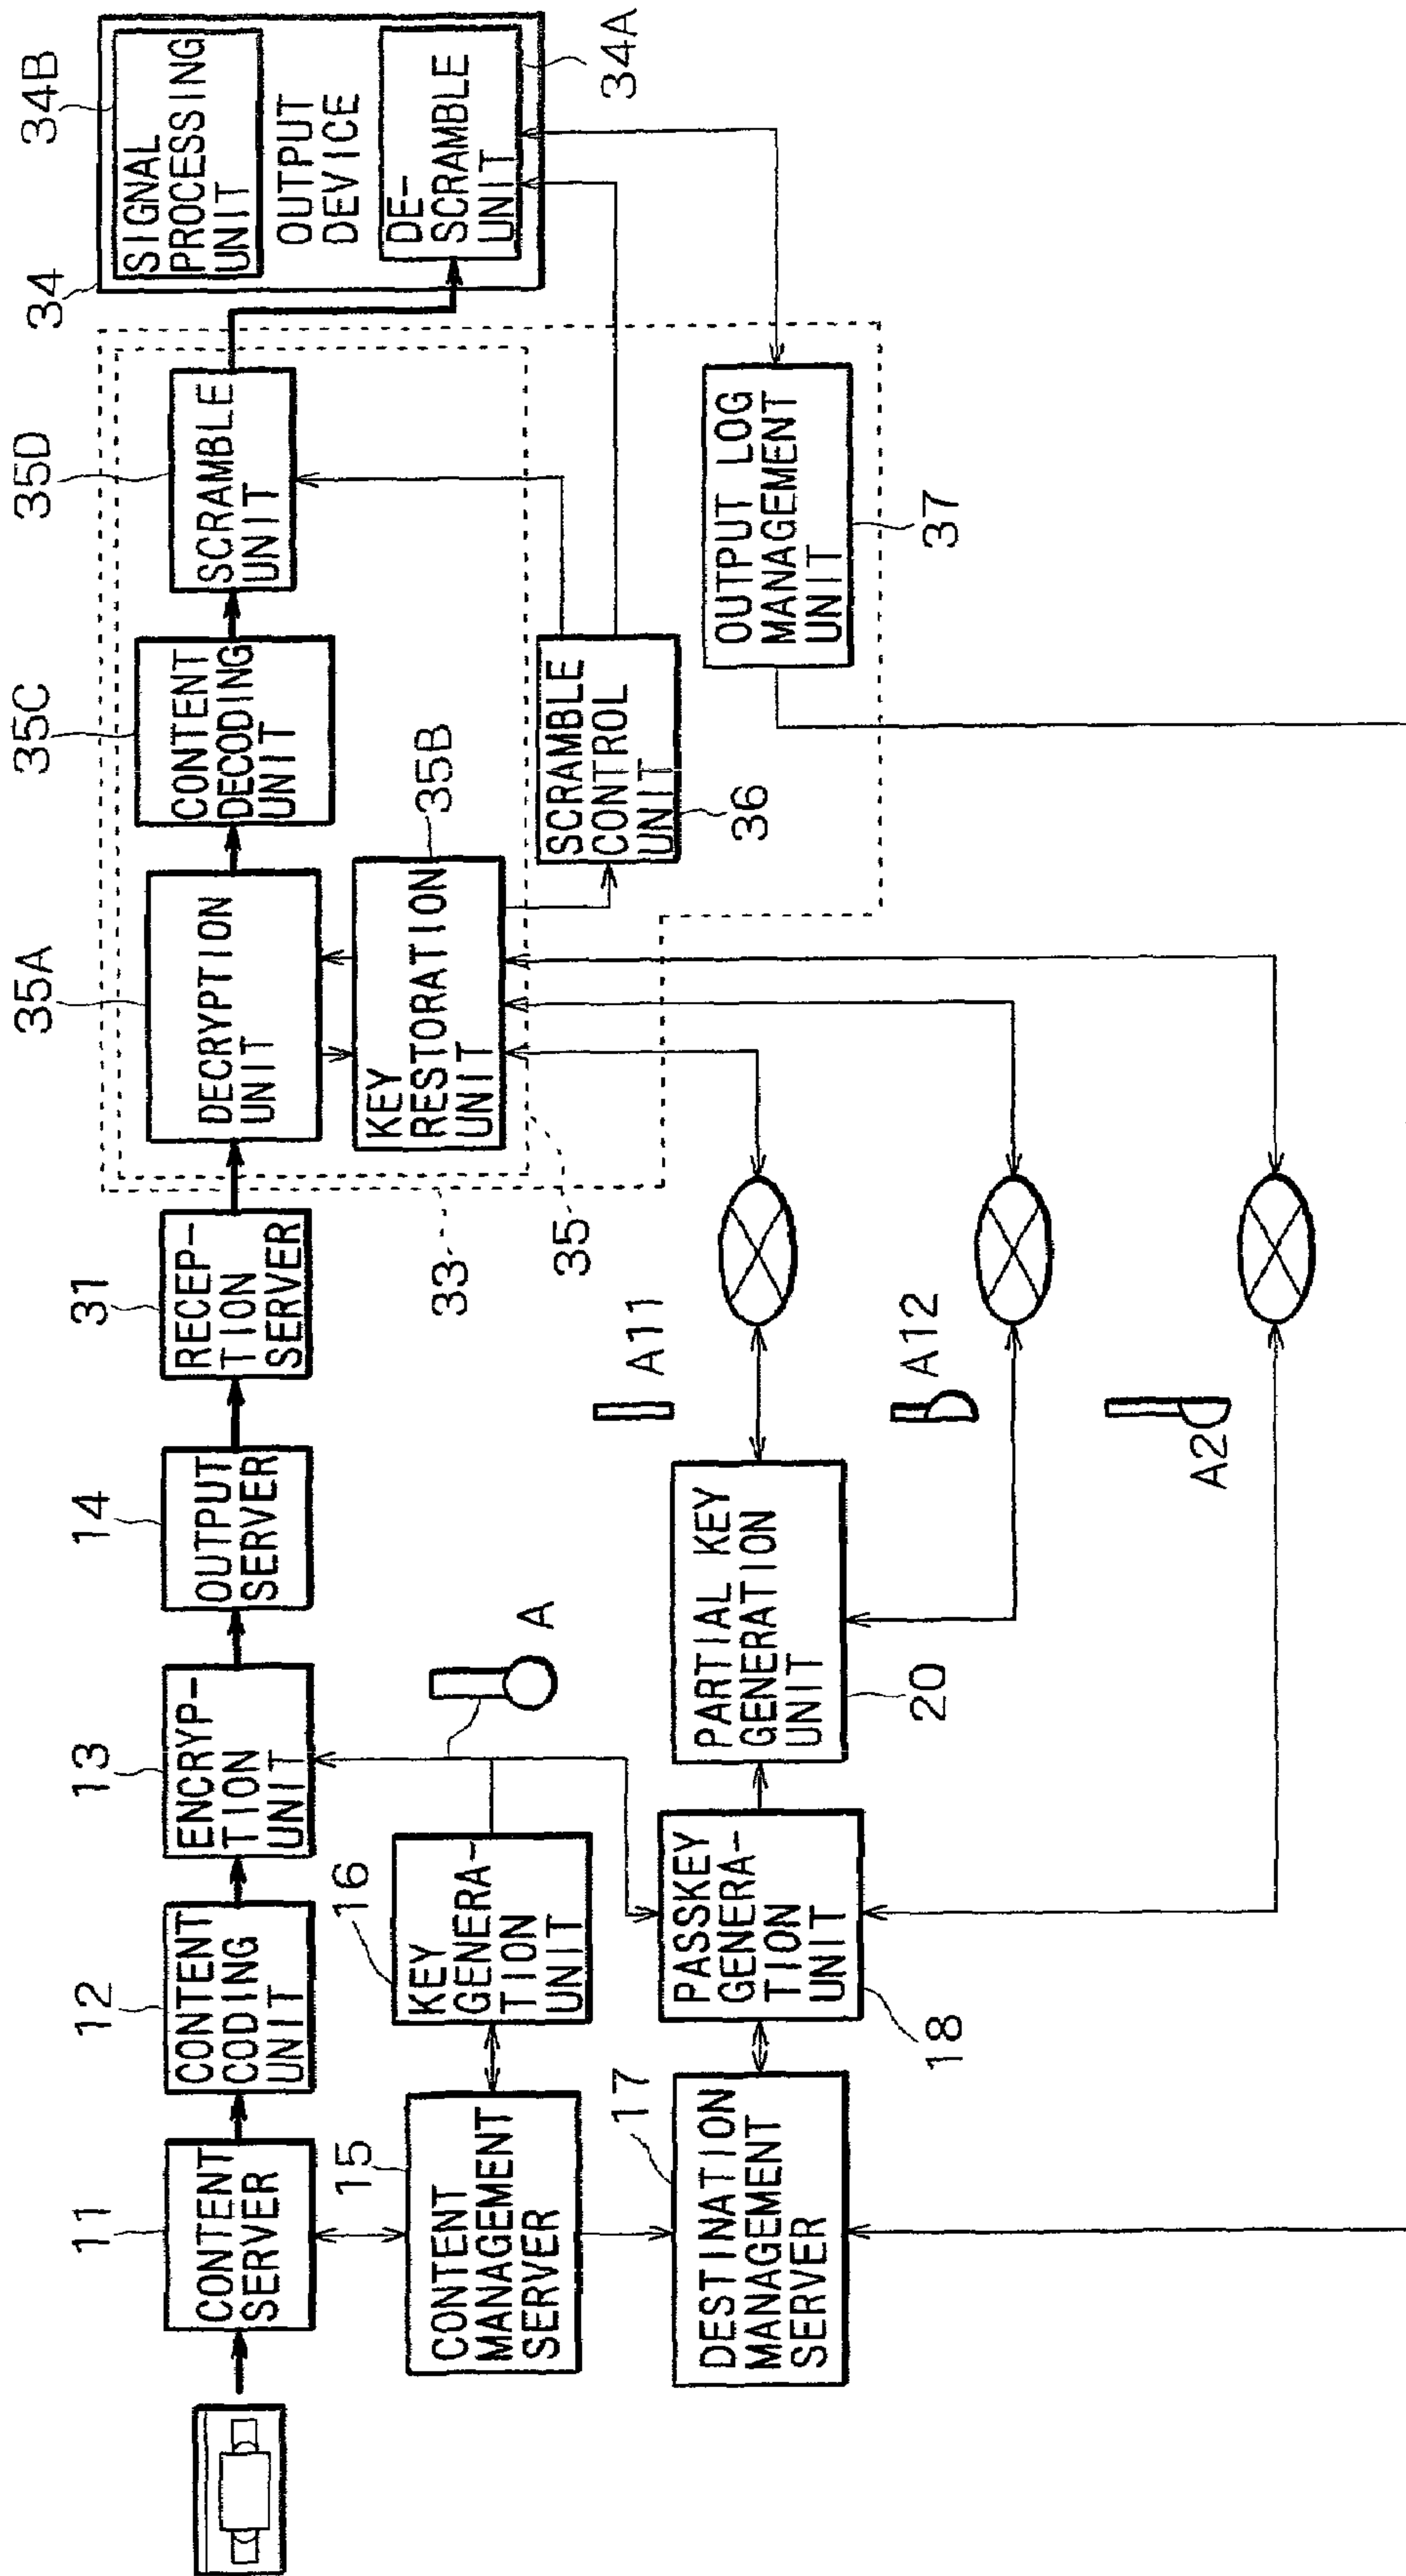 11
CONTENT
SERVER
12
CONTENT
CODING
UNIT
13
ENCRYP-
TION
UNIT
14
OUTPUT
SERVER
31
RECEP-
TION
SERVER
35A
DECRYPTION
UNIT
35C
CONTENT
DECODING
UNIT
35D
SCRAMBLE
UNIT
34
34B
SIGNAL
PROCESSING
UNIT
OUTPUT
DEVICE
DE-
SCRAMBLE
UNIT
34A
15
CONTENT
MANAGEMENT
SERVER
16
KEY
GENERA-
TION
UNIT
A
33
35
KEY
RESTORATION
UNIT
35B
SCRAMBLE
CONTROL
UNIT
36
OUTPUT LOG
MANAGEMENT
UNIT
37
17
DESTINATION
MANAGEMENT
SERVER
PASSKEY
GENERA-
TION
UNIT
18
PARTIAL KEY
GENERATION
UNIT
20
A11
A12
A2